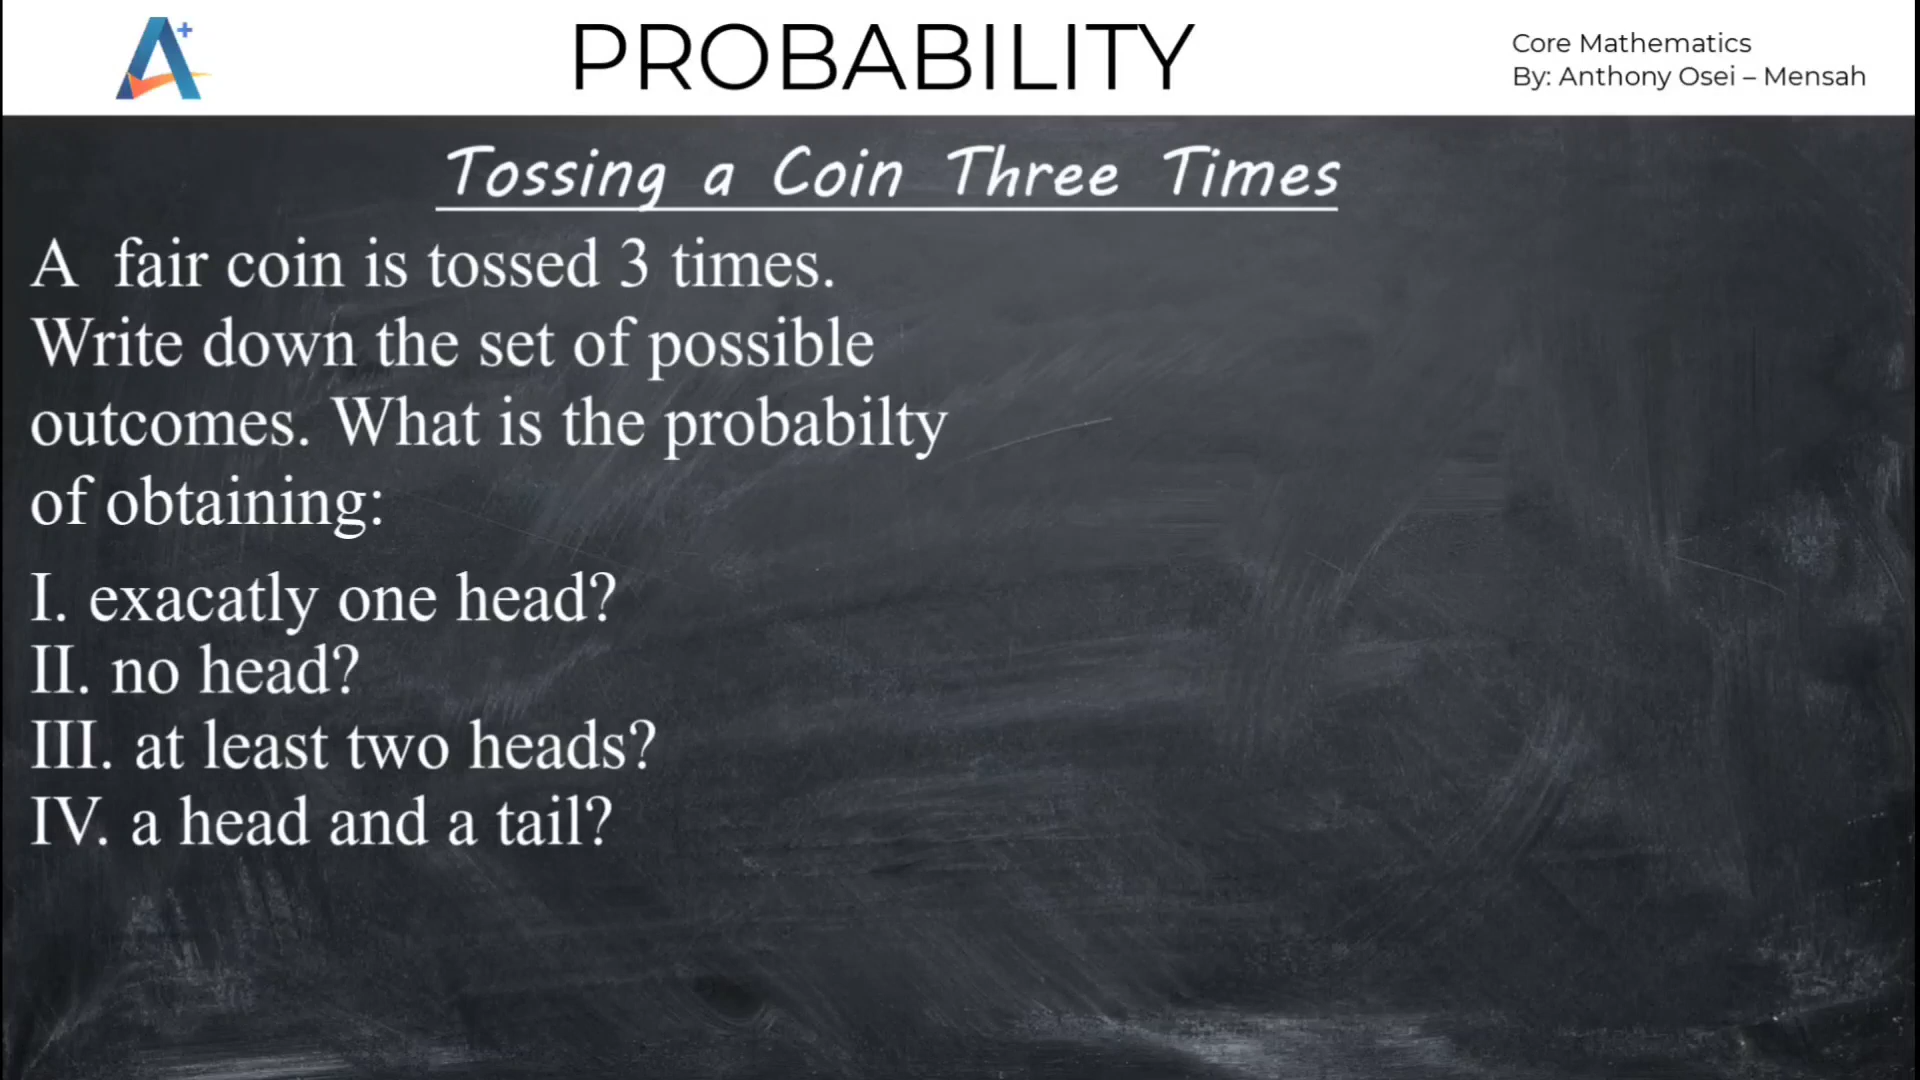 PROBABILITY
Core Mathematics
By: Anthony Osei – Mensah
Tossing a Coin Three Times
A fair coin is tossed 3 times.
Write down the set of possible
outcomes. What is the probabilty
of obtaining:
I. exacatly one head?
II. no head?
III. at least two heads?
IV. a head and a tail?